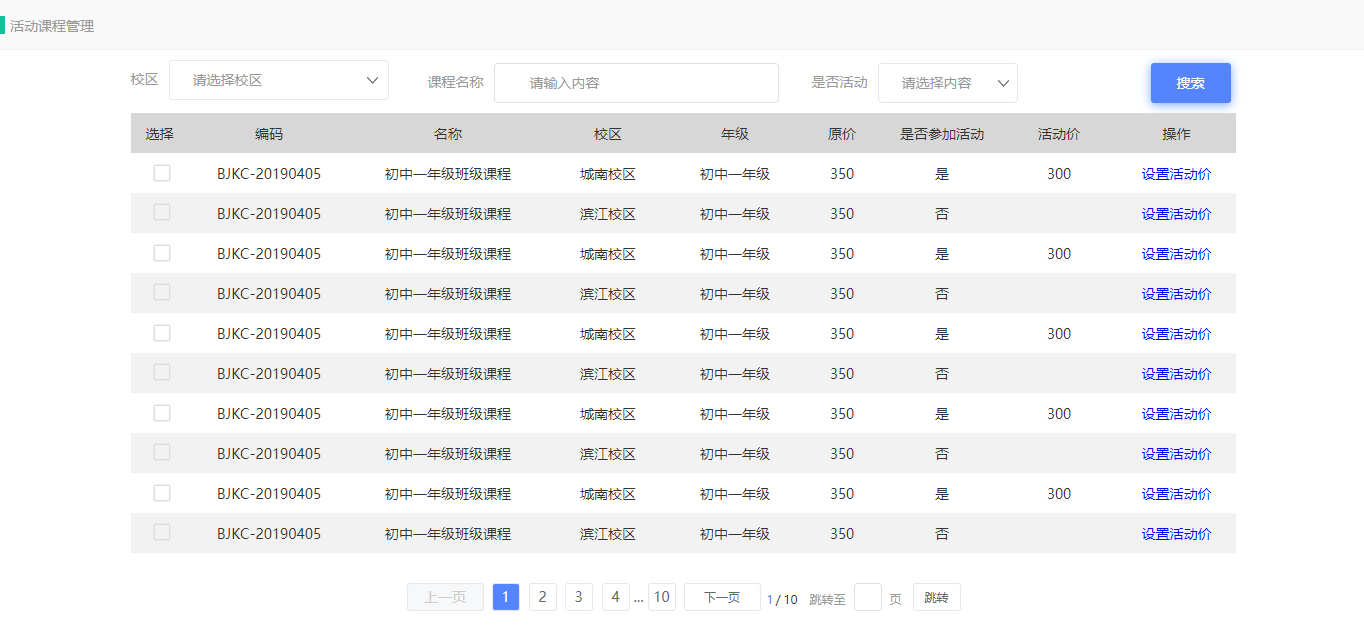 活动课程管理
校区 请选择校区 课程名称 请输入内容 是否活动 请选择内容 搜索
选择 编码 名称 校区 年级 原价 是否参加活动 活动价 操作
BJKC-20190405 初中一年级班级课程 城南校区 初中一年级 350 是 300 设置活动价
BJKC-20190405 初中一年级班级课程 滨江校区 初中一年级 350 否 设置活动价
BJKC-20190405 初中一年级班级课程 城南校区 初中一年级 350 是 300 设置活动价
BJKC-20190405 初中一年级班级课程 滨江校区 初中一年级 350 否 设置活动价
BJKC-20190405 初中一年级班级课程 城南校区 初中一年级 350 是 300 设置活动价
BJKC-20190405 初中一年级班级课程 滨江校区 初中一年级 350 否 设置活动价
BJKC-20190405 初中一年级班级课程 城南校区 初中一年级 350 是 300 设置活动价
BJKC-20190405 初中一年级班级课程 滨江校区 初中一年级 350 否 设置活动价
BJKC-20190405 初中一年级班级课程 城南校区 初中一年级 350 是 300 设置活动价
BJKC-20190405 初中一年级班级课程 滨江校区 初中一年级 350 否 设置活动价
上一页 1 2 3 4 ... 10 下一页 1 / 10 跳转至 页 跳转